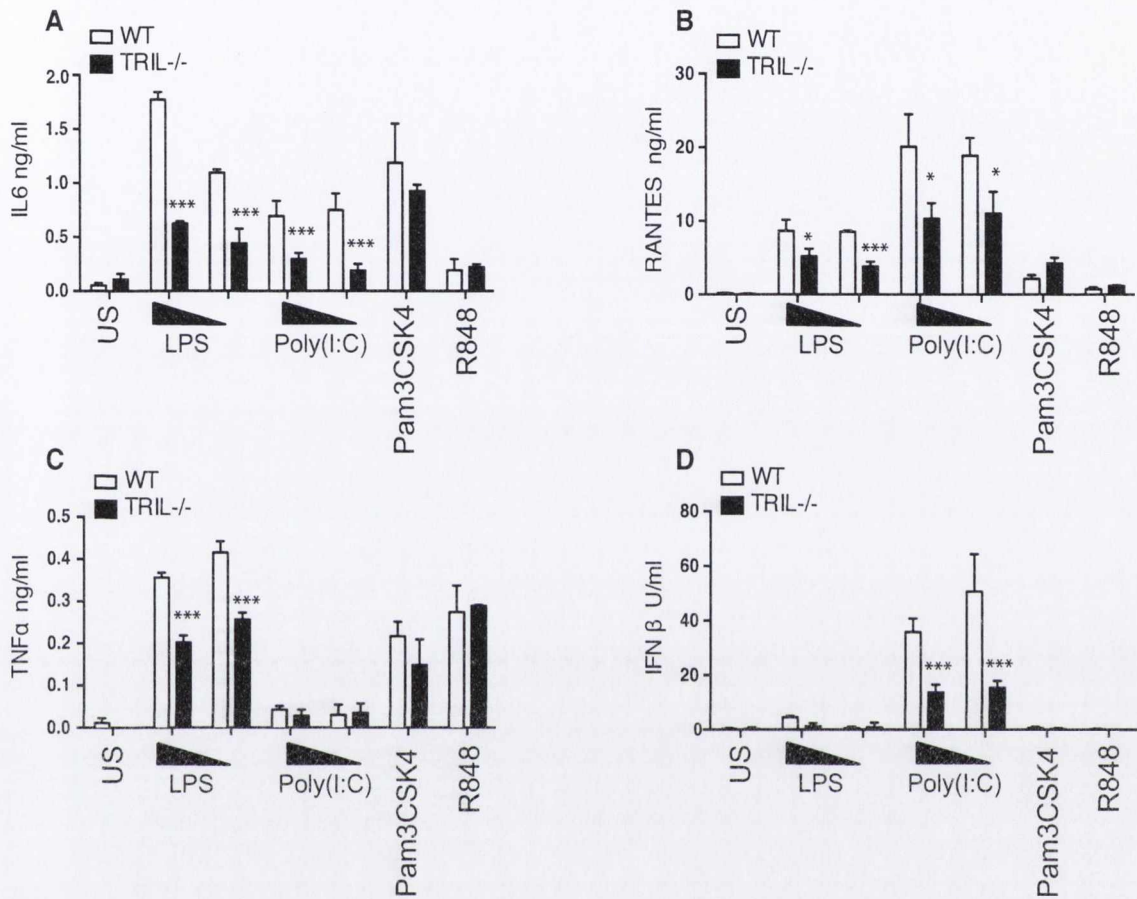 A
WT
TRIL-/-
IL6 ng/ml
2.0
1.5
1.0
0.5
0.0
***
***
***
***
US
LPS
Poly(I:C)
Pam3CSK4
R848
B
WT
TRIL-/-
RANTES ng/ml
30
20
10
0
*
***
*
*
US
LPS
Poly(I:C)
Pam3CSK4
R848
C
WT
TRIL-/-
TNFα ng/ml
0.5
0.4
0.3
0.2
0.1
0.0
***
***
US
LPS
Poly(I:C)
Pam3CSK4
R848
D
WT
TRIL-/-
IFN β U/ml
80
60
40
20
0
***
***
US
LPS
Poly(I:C)
Pam3CSK4
R848